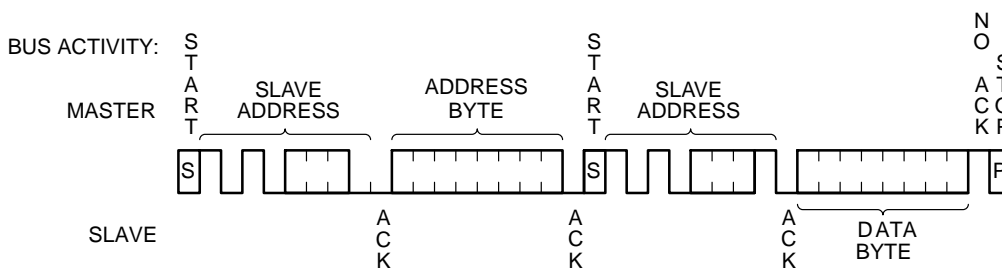 BUS ACTIVITY:
MASTER
START
SLAVE
ADDRESS
ADDRESS
BYTE
START
SLAVE
ADDRESS
NO ACK
STOP
S
S
P
SLAVE
ACK
ACK
ACK
DATA
BYTE